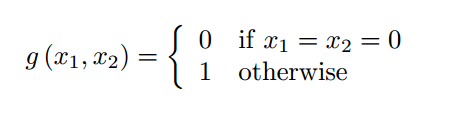 g (x₁, x₂) = { 0 if x₁ = x₂ = 0
1 otherwise